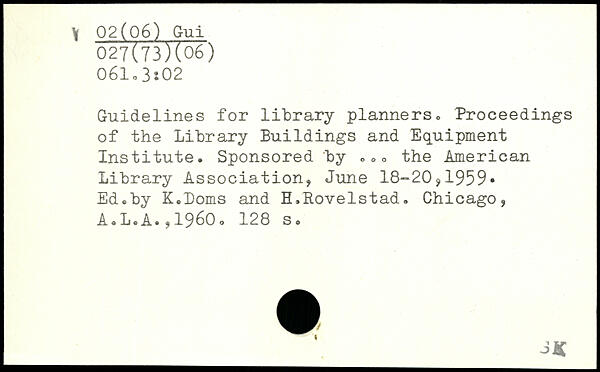 V 02(06) Gui
027(73)(06)
061.3:02
Guidelines for library planners. Proceedings
of the Library Buildings and Equipment
Institute. Sponsored by ... the American
Library Association, June 18-20,1959.
Ed.by K.Doms and H.Rovelstad. Chicago,
A.L.A.,1960. 128 s.
SK